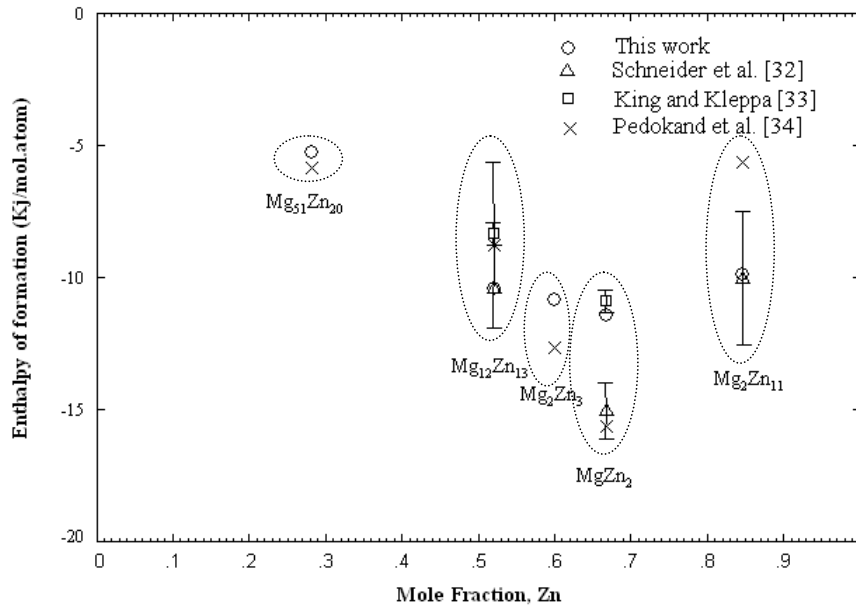 0
-5
-10
-15
-20
Enthalpy of formation (Kj/mol.atom)
This work
Schneider et al. [32]
King and Kleppa [33]
Pedokand et al. [34]
Mg₅₁Zn₂₀
Mg₁₂Zn₁₃
Mg₂Zn₃
MgZn₂
Mg₂Zn₁₁
0 .1 .2 .3 .4 .5 .6 .7 .8 .9
Mole Fraction, Zn